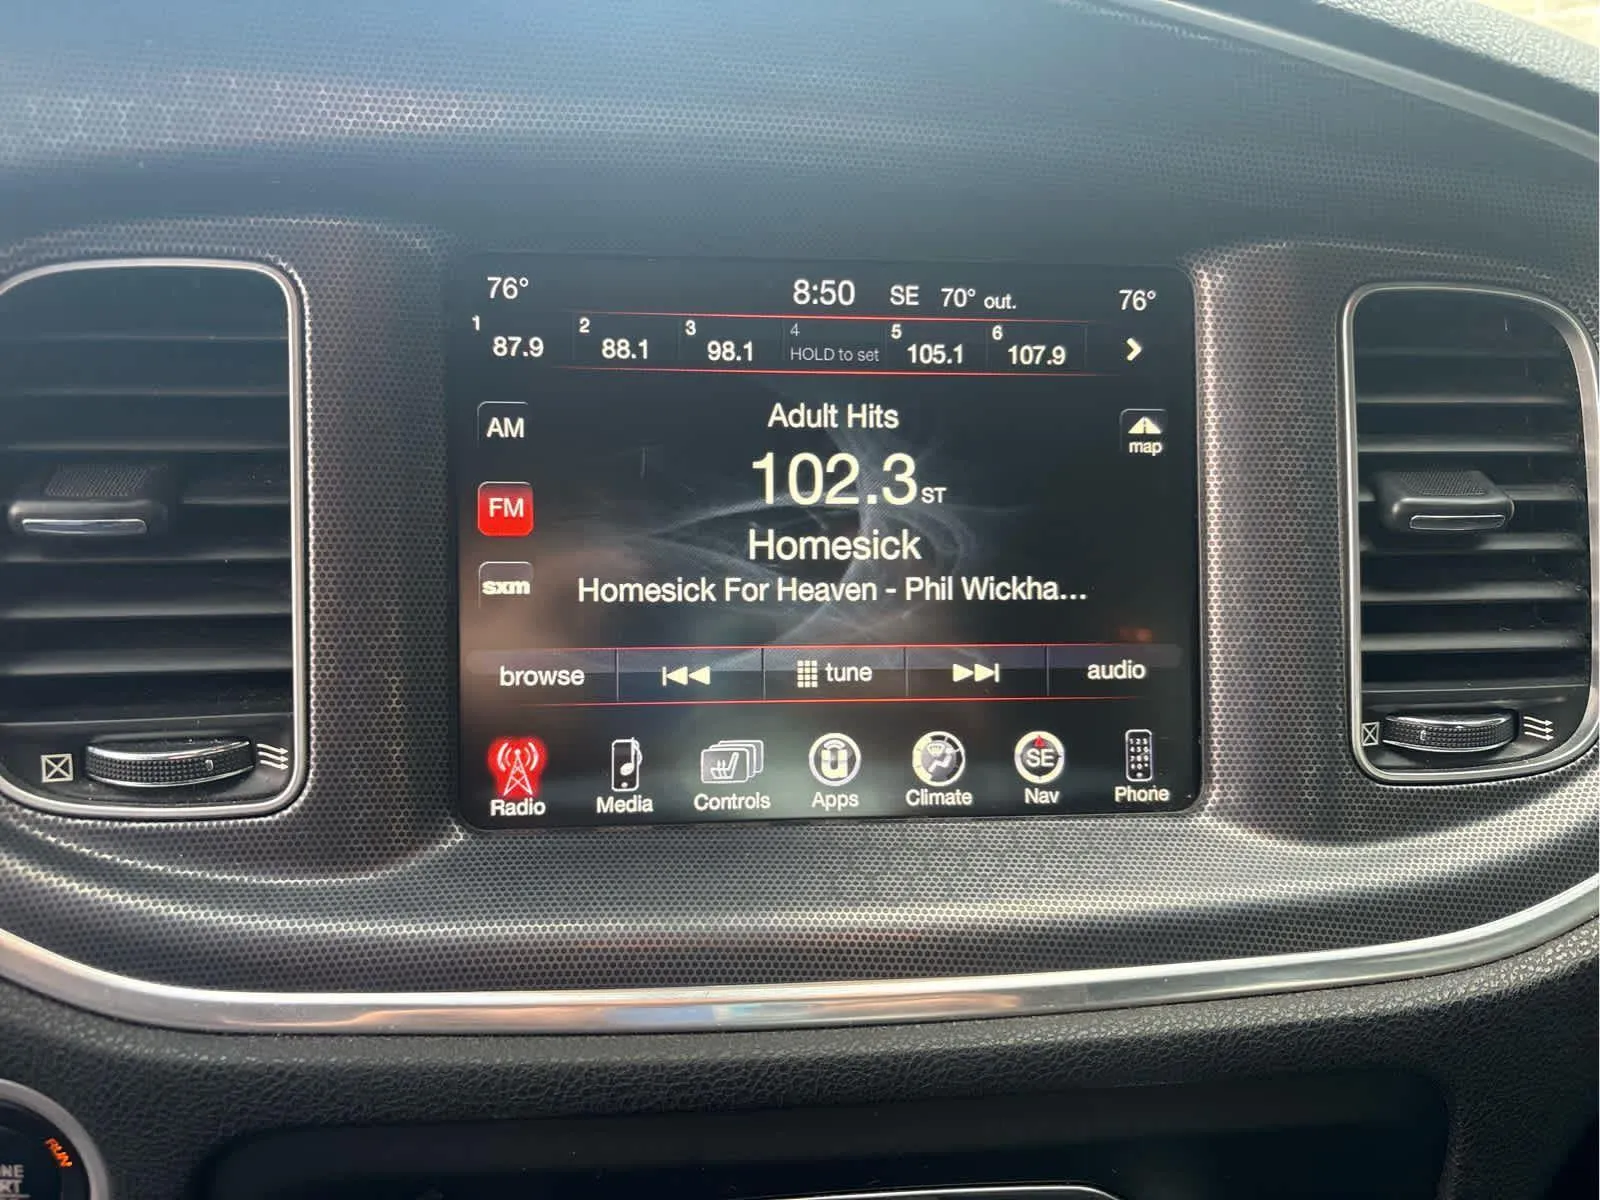 76° 8:50 SE 70° out. 76°
1 87.9 2 88.1 3 98.1 4 HOLD to set 5 105.1 6 107.9
AM
Adult Hits
map
102.3 ST
FM
Homesick
sxm
Homesick For Heaven - Phil Wickha...
browse tune audio
SE
Radio Media Controls Apps Climate Nav Phone
RUN